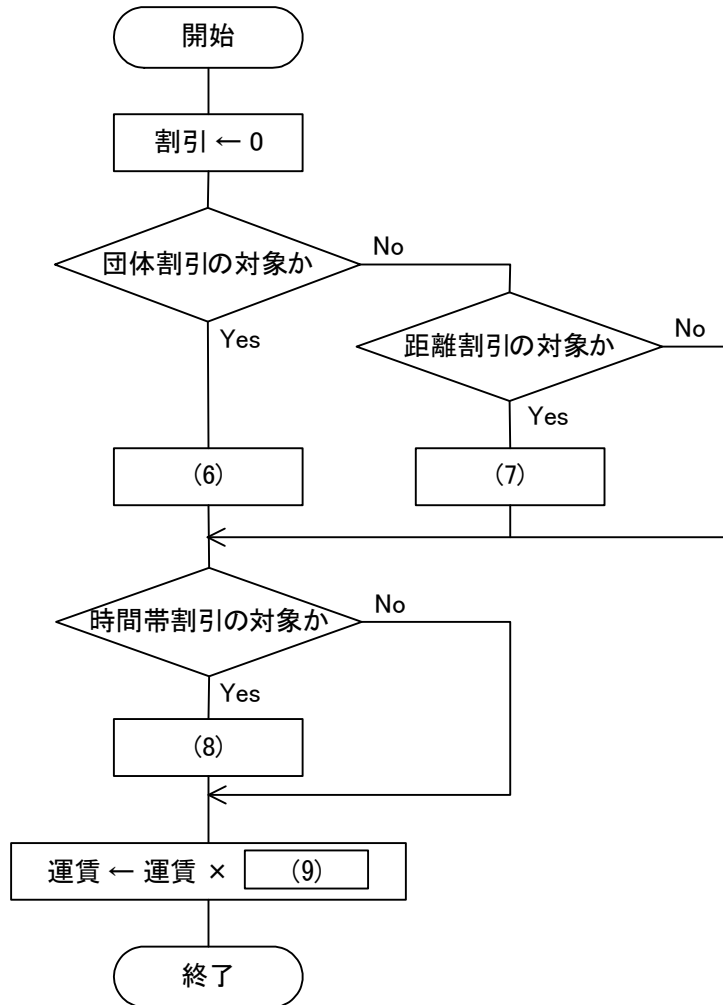 開始
割引 ← 0
団体割引の対象か
No
Yes
距離割引の対象か
No
Yes
(6)
(7)
時間帯割引の対象か
No
Yes
(8)
運賃 ← 運賃 × (9)
終了